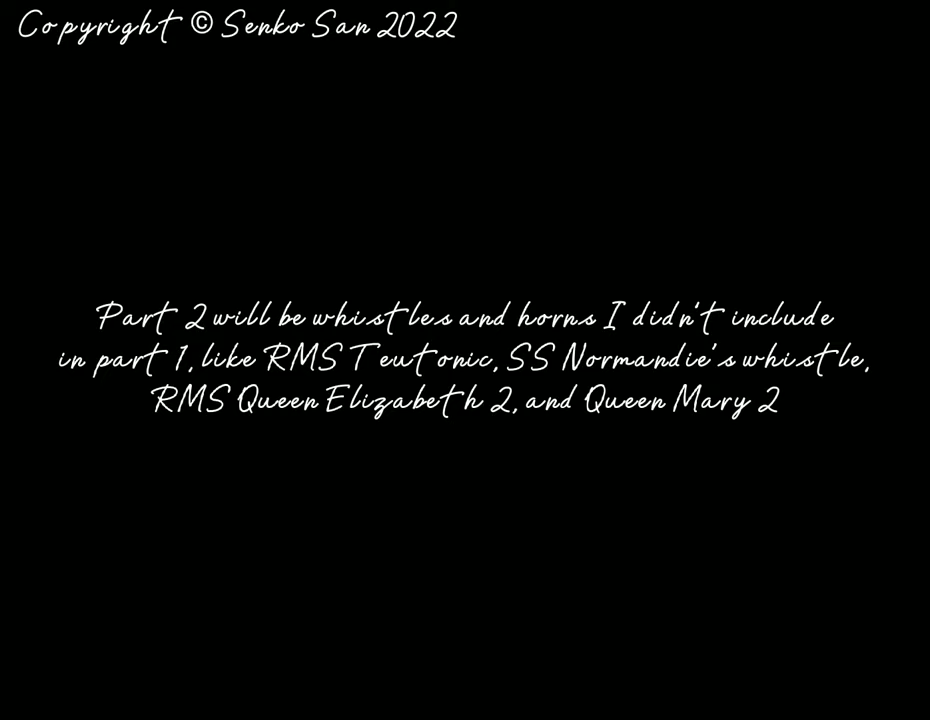 Copyright © Senko San 2022
Part 2 will be whistles and horns I didn't include
in part 1, like RMS Teutonic, SS Normandie's whistle,
RMS Queen Elizabeth 2, and Queen Mary 2